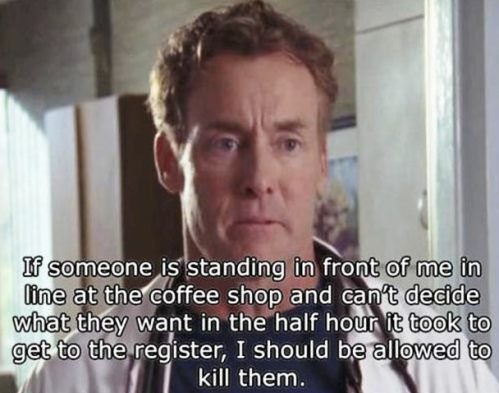 If someone is standing in front of me in
line at the coffee shop and can't decide
what they want in the half hour it took to
get to the register, I should be allowed to
kill them.